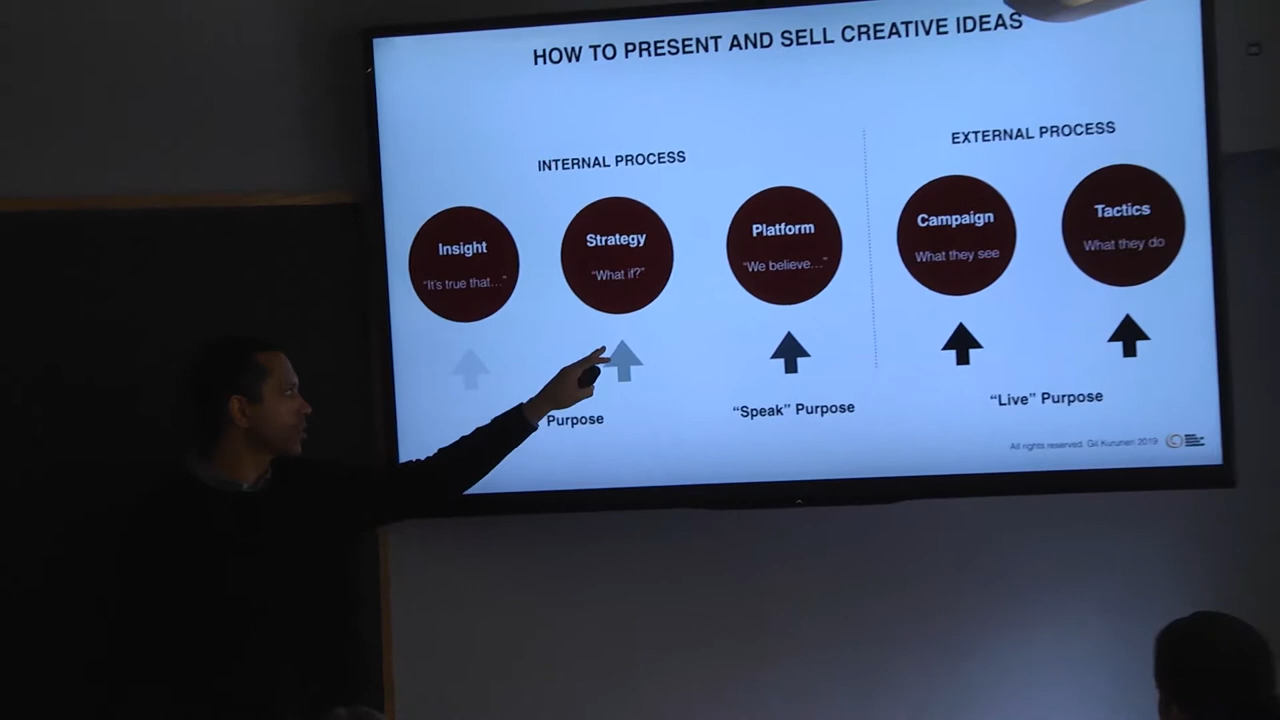 HOW TO PRESENT AND SELL CREATIVE IDEAS
INTERNAL PROCESS
EXTERNAL PROCESS
Insight
“It’s true that...”
Strategy
“What if?”
Platform
“We believe...”
Campaign
What they see
Tactics
What they do
Purpose
“Speak” Purpose
“Live” Purpose
All rights reserved. Gil Kurunen 2019